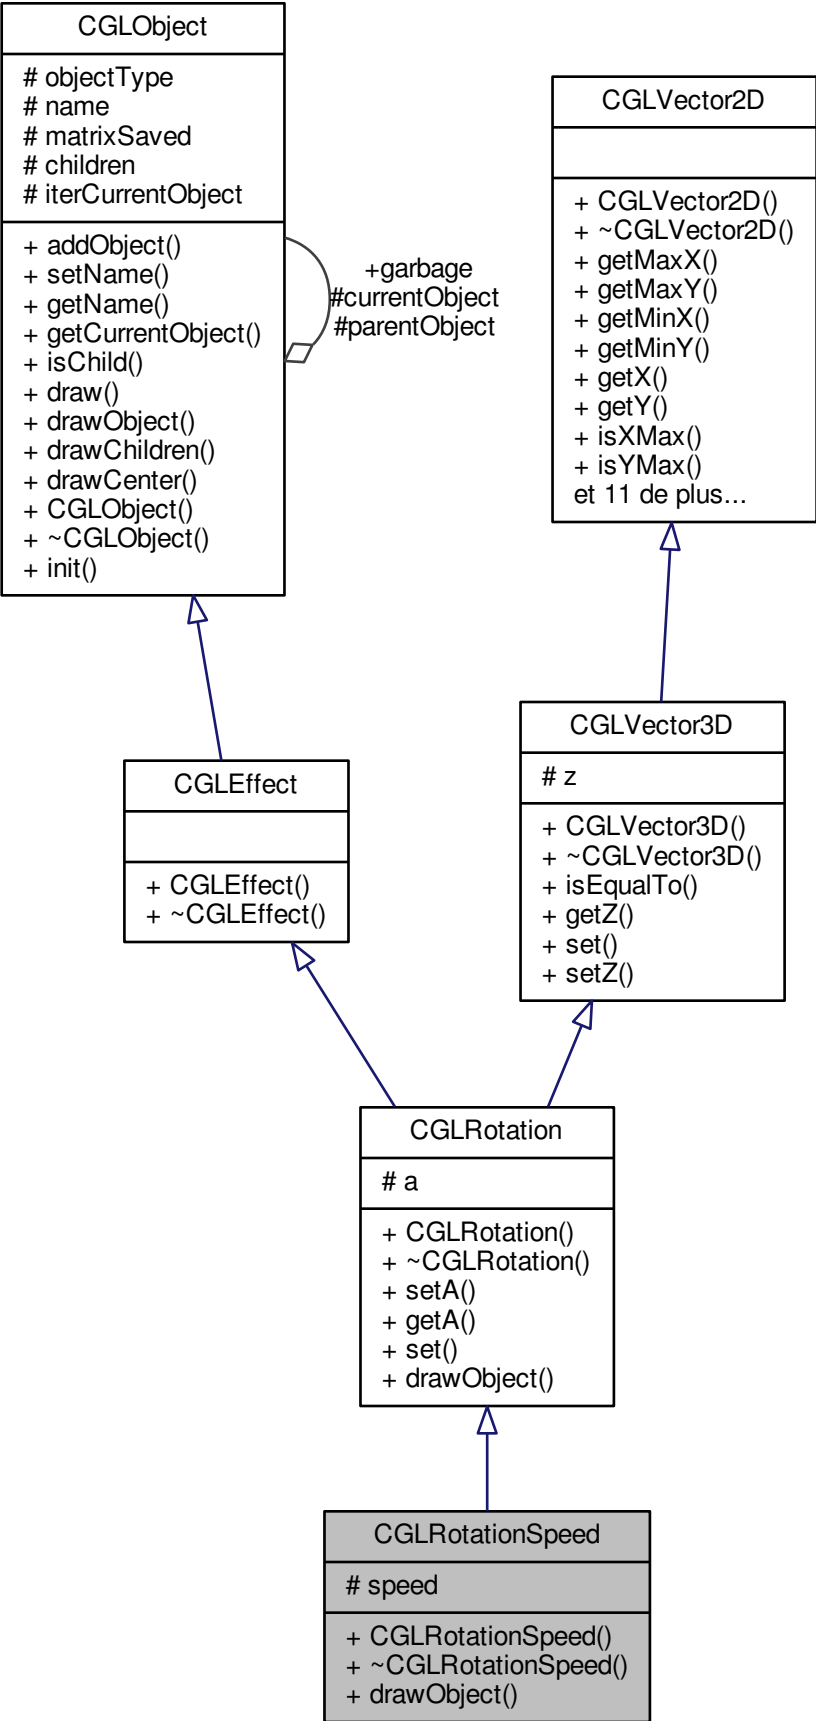 CGLObject
# objectType
# name
# matrixSaved
# children
# iterCurrentObject
+ addObject()
+ setName()
+ getName()
+ getCurrentObject()
+ isChild()
+ draw()
+ drawObject()
+ drawChildren()
+ drawCenter()
+ CGLObject()
+ ~CGLObject()
+ init()
+garbage
#currentObject
#parentObject
CGLVector2D
+ CGLVector2D()
+ ~CGLVector2D()
+ getMaxX()
+ getMaxY()
+ getMinX()
+ getMinY()
+ getX()
+ getY()
+ isXMax()
+ isYMax()
et 11 de plus...
CGLEffect
+ CGLEffect()
+ ~CGLEffect()
CGLVector3D
# z
+ CGLVector3D()
+ ~CGLVector3D()
+ isEqualTo()
+ getZ()
+ set()
+ setZ()
CGLRotation
# a
+ CGLRotation()
+ ~CGLRotation()
+ setA()
+ getA()
+ set()
+ drawObject()
CGLRotationSpeed
# speed
+ CGLRotationSpeed()
+ ~CGLRotationSpeed()
+ drawObject()